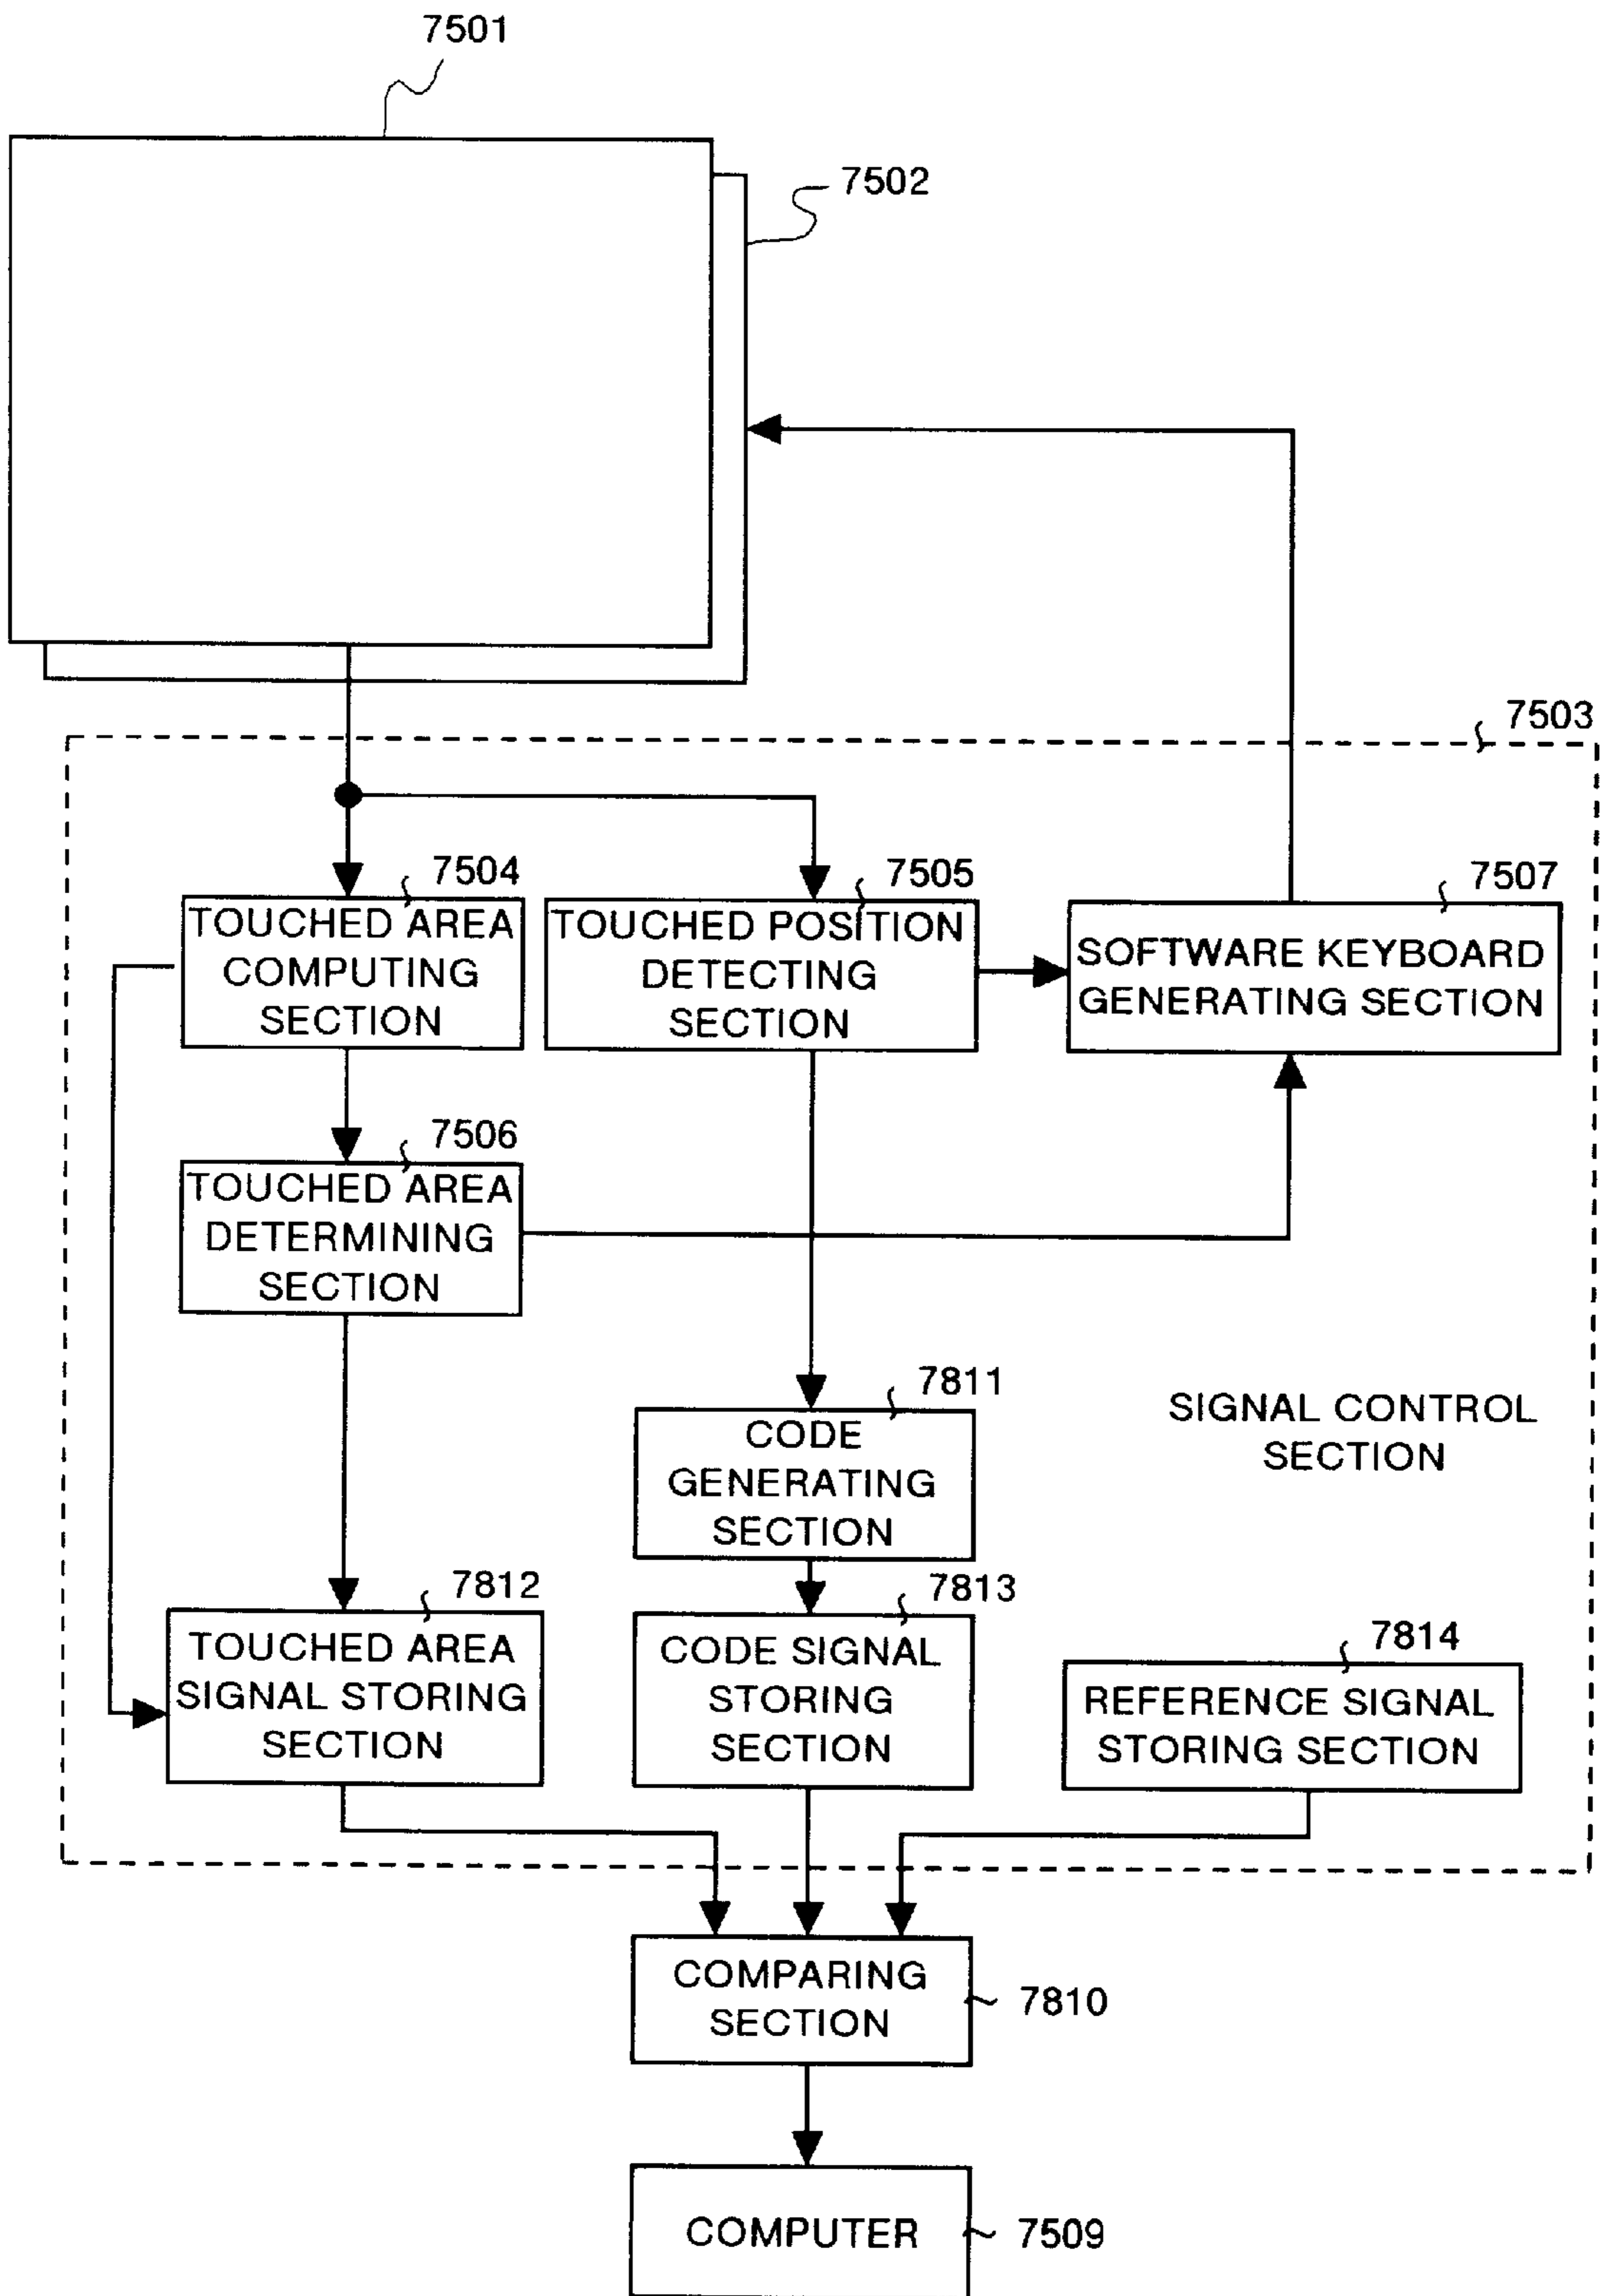 7501
7502
7503
7504
TOUCHED AREA
COMPUTING
SECTION
7505
TOUCHED POSITION
DETECTING
SECTION
7507
SOFTWARE KEYBOARD
GENERATING SECTION
7506
TOUCHED AREA
DETERMINING
SECTION
7811
CODE
GENERATING
SECTION
SIGNAL CONTROL
SECTION
7812
TOUCHED AREA
SIGNAL STORING
SECTION
7813
CODE SIGNAL
STORING
SECTION
7814
REFERENCE SIGNAL
STORING SECTION
COMPARING
SECTION
7810
COMPUTER
7509